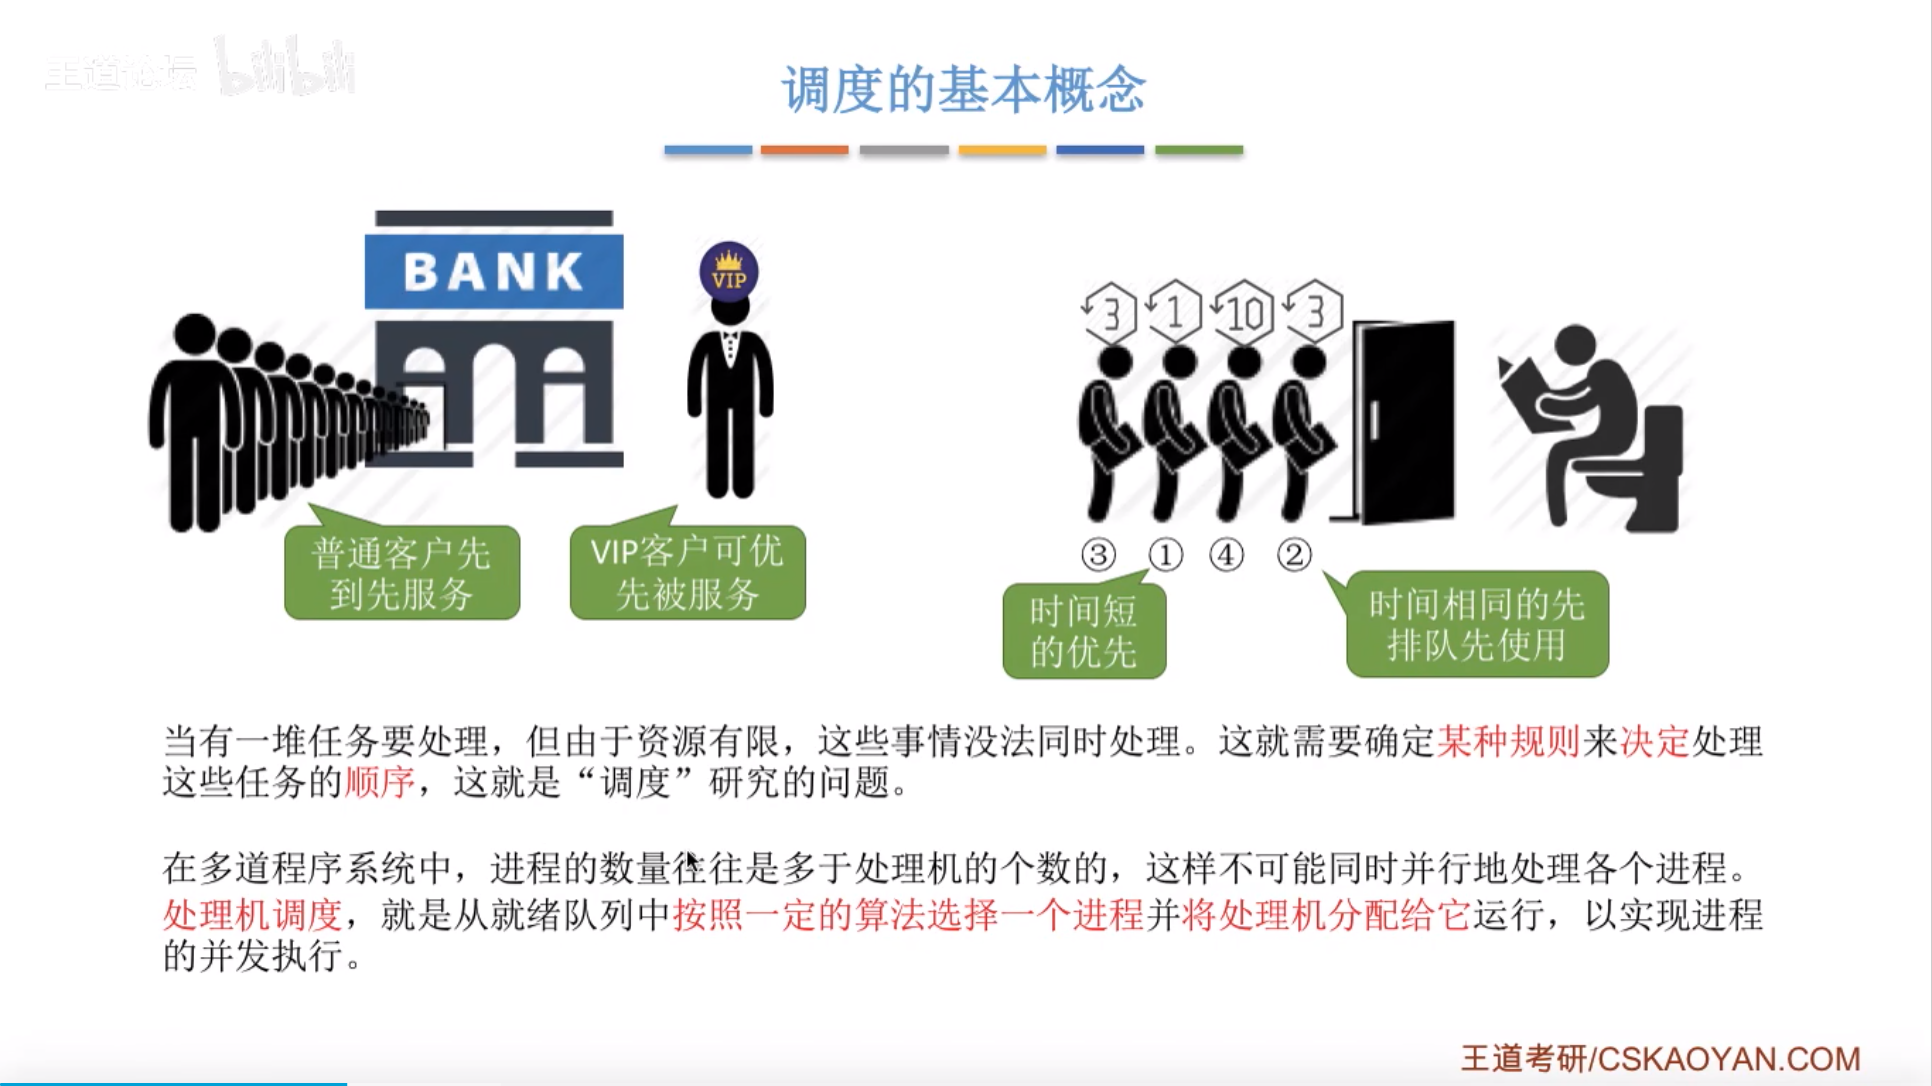 王道论坛 bilibili
调度的基本概念
BANK
VIP
3 1 10 3
普通客户先
到先服务
VIP客户可优
先被服务
③ ① ④ ②
时间短
的优先
时间相同的先
排队先使用
当有一堆任务要处理，但由于资源有限，这些事情没法同时处理。这就需要确定某种规则来决定处理
这些任务的顺序，这就是“调度”研究的问题。
在多道程序系统中，进程的数量往往是多于处理机的个数的，这样不可能同时并行地处理各个进程。
处理机调度，就是从就绪队列中按照一定的算法选择一个进程并将处理机分配给它运行，以实现进程
的并发执行。
王道考研/CSKAOYAN.COM